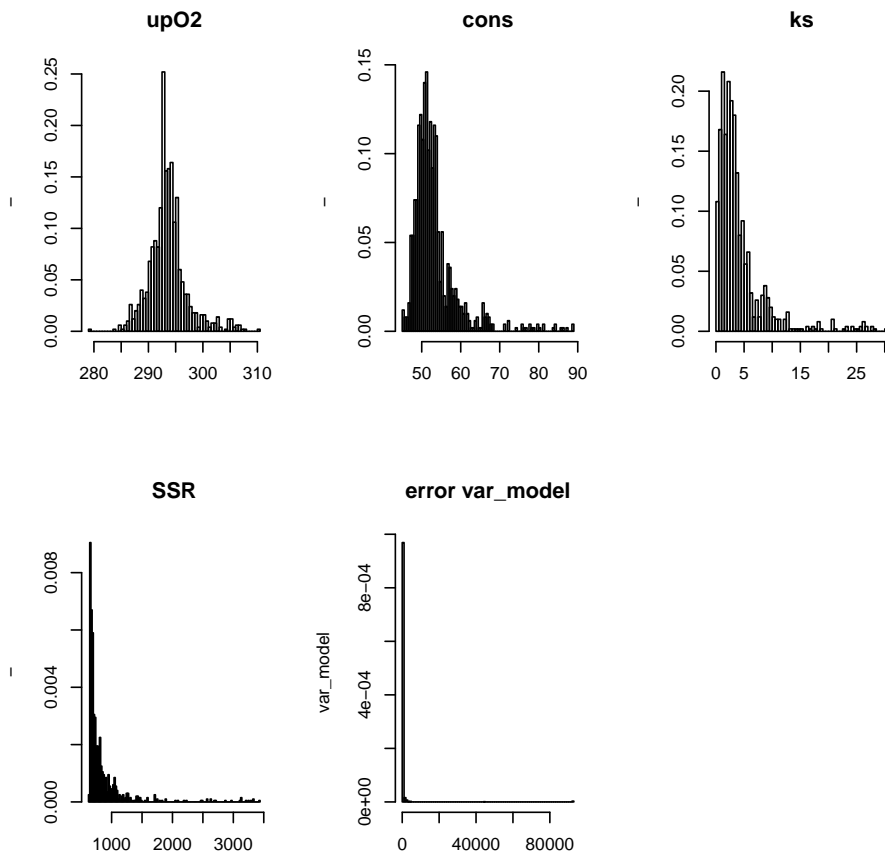 upO2
cons
ks
0.00 0.05 0.10 0.15 0.20 0.25
280 290 300 310
0.00 0.05 0.10 0.15
50 60 70 80 90
0.00 0.05 0.10 0.15 0.20
0 5 15 25
SSR
error var_model
0.000 0.004 0.008
1000 2000 3000
var_model
0e+00 4e-04 8e-04
0 40000 80000